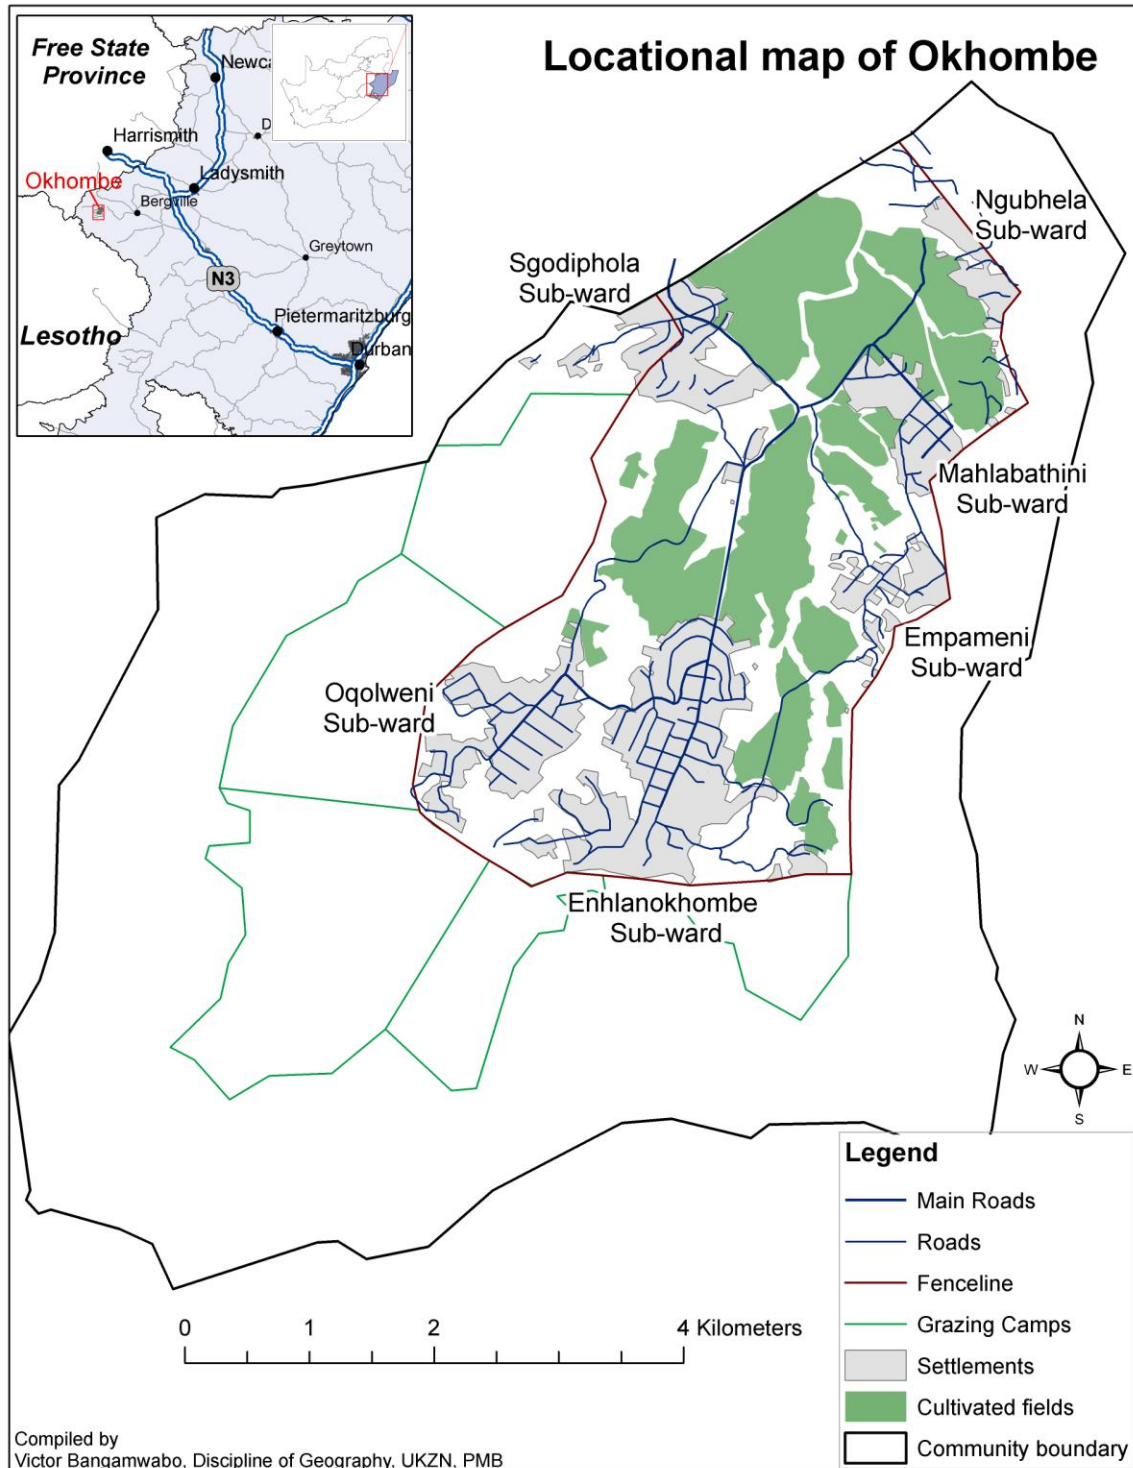 Locational map of Okhombe
Free State
Province
Newca
D
Harrismith
Okhombe
Ladysmith
Bergville
Greytown
N3
Lesotho
Pietermaritzburg
Durban
Ngubhela
Sub-ward
Sgodiphola
Sub-ward
Mahlabathini
Sub-ward
Empameni
Sub-ward
Oqolweni
Sub-ward
Enhlanokhombe
Sub-ward
N
W E
S
Legend
Main Roads
Roads
Fenceline
Grazing Camps
Settlements
Cultivated fields
Community boundary
0 1 2 4 Kilometers
Compiled by
Victor Bangamwabo, Discipline of Geography, UKZN, PMB